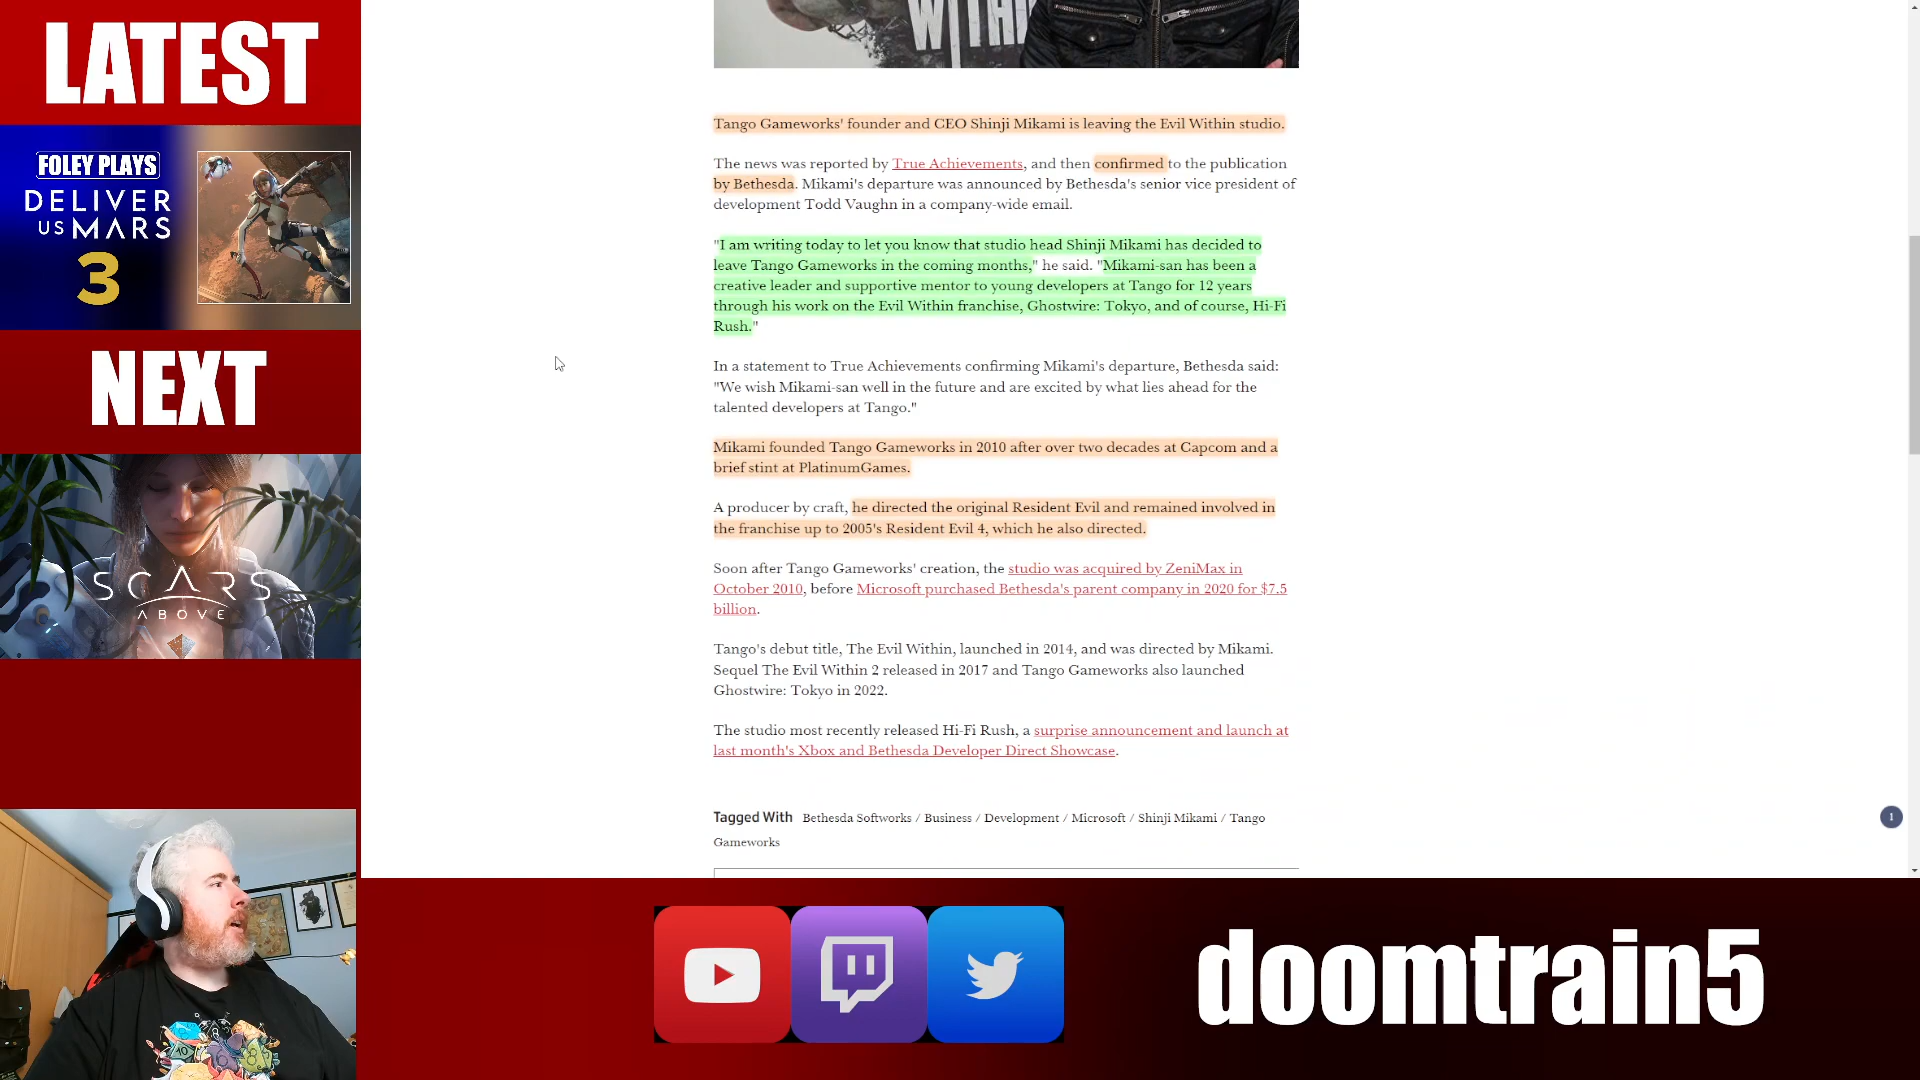 LATEST
FOLEY PLAYS
DELIVER
US MARS
3
NEXT
SCARS
ABOVE
WITHIN
Tango Gameworks' founder and CEO Shinji Mikami is leaving the Evil Within studio.
The news was reported by True Achievements, and then confirmed to the publication
by Bethesda. Mikami's departure was announced by Bethesda's senior vice president of
development Todd Vaughn in a company-wide email.
"I am writing today to let you know that studio head Shinji Mikami has decided to
leave Tango Gameworks in the coming months," he said. "Mikami-san has been a
creative leader and supportive mentor to young developers at Tango for 12 years
through his work on the Evil Within franchise, Ghostwire: Tokyo, and of course, Hi-Fi
Rush."
In a statement to True Achievements confirming Mikami's departure, Bethesda said:
"We wish Mikami-san well in the future and are excited by what lies ahead for the
talented developers at Tango."
Mikami founded Tango Gameworks in 2010 after over two decades at Capcom and a
brief stint at PlatinumGames.
A producer by craft, he directed the original Resident Evil and remained involved in
the franchise up to 2005's Resident Evil 4, which he also directed.
Soon after Tango Gameworks' creation, the studio was acquired by ZeniMax in
October 2010, before Microsoft purchased Bethesda's parent company in 2020 for $7.5
billion.
Tango's debut title, The Evil Within, launched in 2014, and was directed by Mikami.
Sequel The Evil Within 2 released in 2017 and Tango Gameworks also launched
Ghostwire: Tokyo in 2022.
The studio most recently released Hi-Fi Rush, a surprise announcement and launch at
last month's Xbox and Bethesda Developer Direct Showcase.
Tagged With Bethesda Softworks / Business / Development / Microsoft / Shinji Mikami / Tango
Gameworks
1
doomtrain5